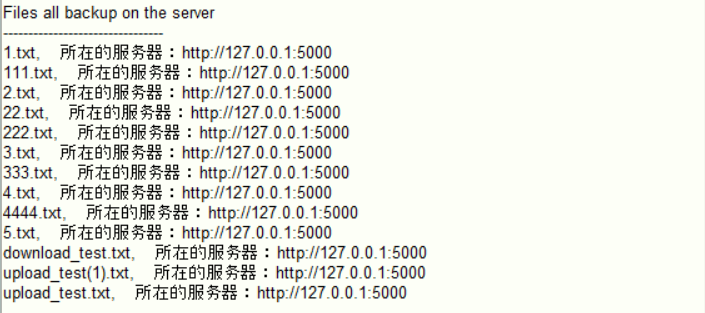 Files all backup on the server
--------------------------------
1.txt,    所在的服务器：http://127.0.0.1:5000
111.txt,    所在的服务器：http://127.0.0.1:5000
2.txt,    所在的服务器：http://127.0.0.1:5000
22.txt,    所在的服务器：http://127.0.0.1:5000
222.txt,    所在的服务器：http://127.0.0.1:5000
3.txt,    所在的服务器：http://127.0.0.1:5000
333.txt,    所在的服务器：http://127.0.0.1:5000
4.txt,    所在的服务器：http://127.0.0.1:5000
4444.txt,    所在的服务器：http://127.0.0.1:5000
5.txt,    所在的服务器：http://127.0.0.1:5000
download_test.txt,    所在的服务器：http://127.0.0.1:5000
upload_test(1).txt,    所在的服务器：http://127.0.0.1:5000
upload_test.txt,    所在的服务器：http://127.0.0.1:5000